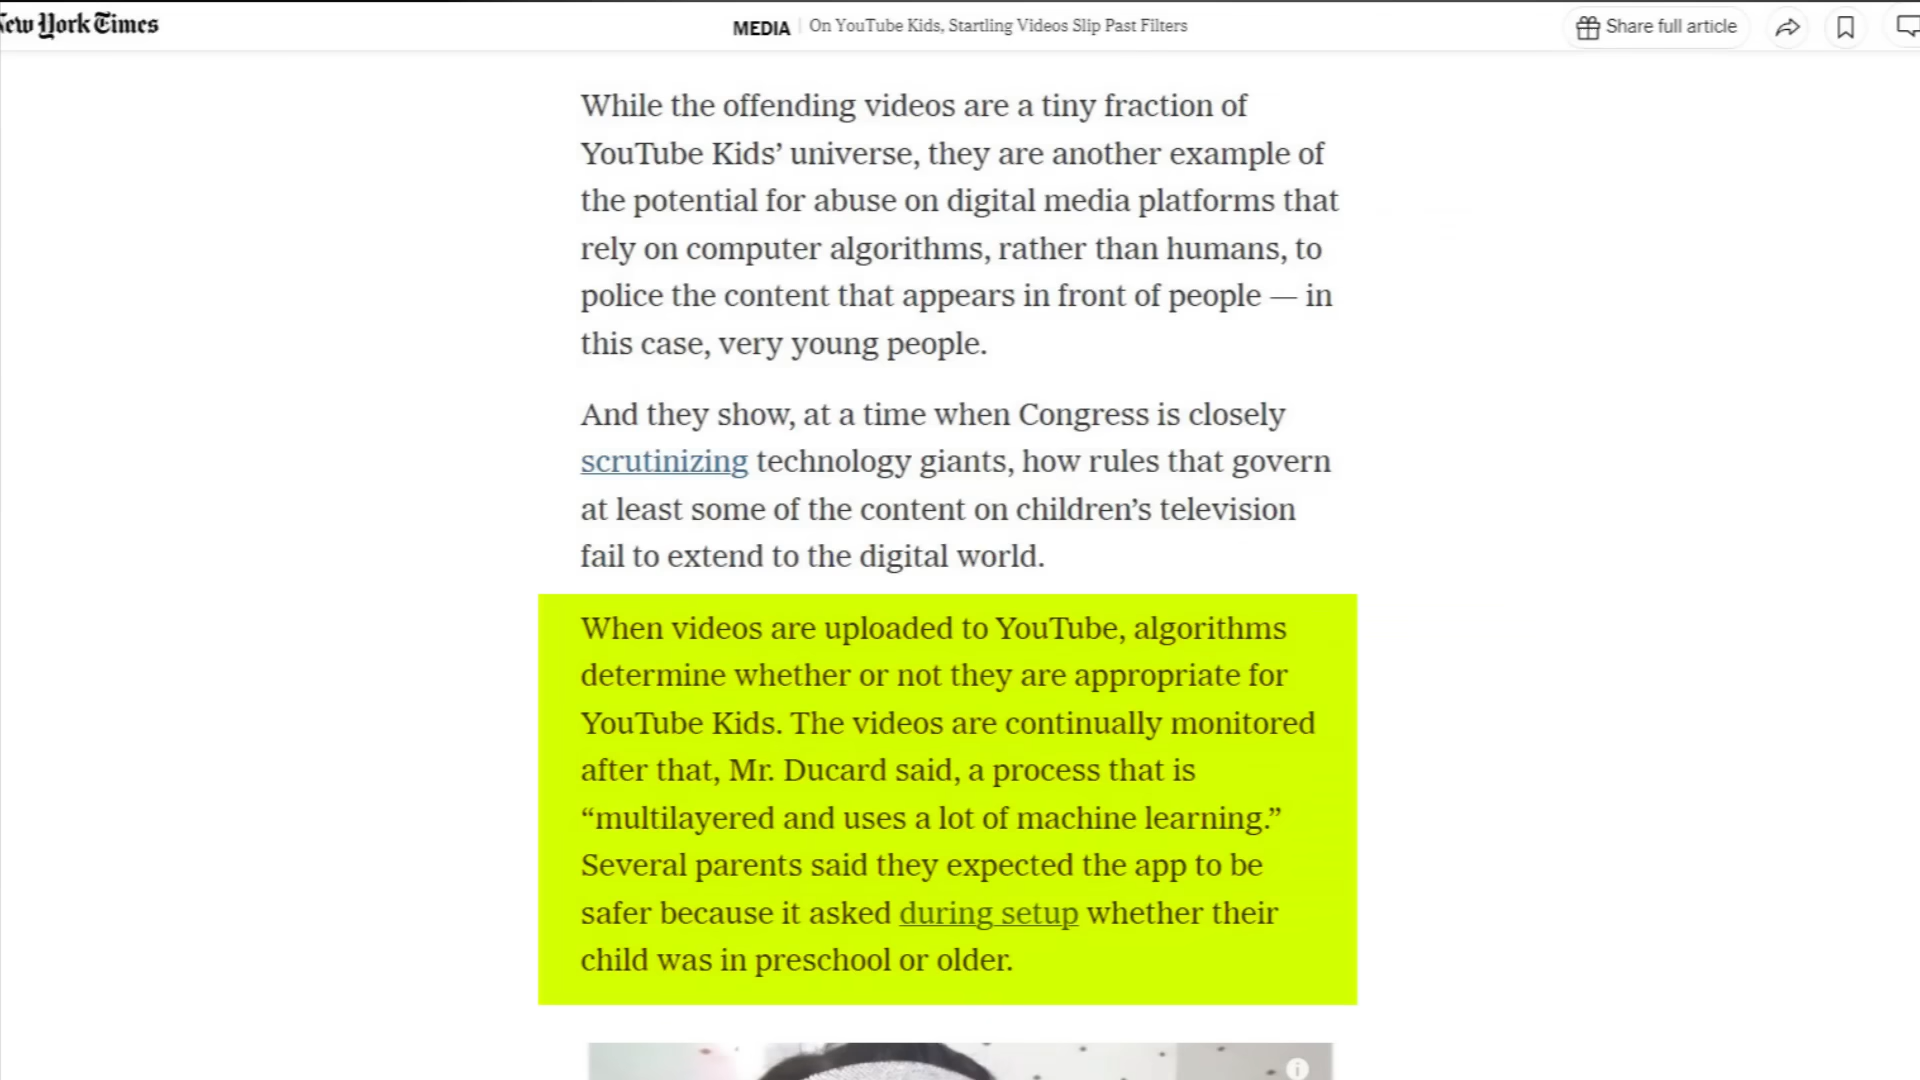 New York Times
MEDIA | On YouTube Kids, Startling Videos Slip Past Filters
Share full article
While the offending videos are a tiny fraction of
YouTube Kids’ universe, they are another example of
the potential for abuse on digital media platforms that
rely on computer algorithms, rather than humans, to
police the content that appears in front of people — in
this case, very young people.
And they show, at a time when Congress is closely
scrutinizing technology giants, how rules that govern
at least some of the content on children’s television
fail to extend to the digital world.
When videos are uploaded to YouTube, algorithms
determine whether or not they are appropriate for
YouTube Kids. The videos are continually monitored
after that, Mr. Ducard said, a process that is
“multilayered and uses a lot of machine learning.”
Several parents said they expected the app to be
safer because it asked during setup whether their
child was in preschool or older.